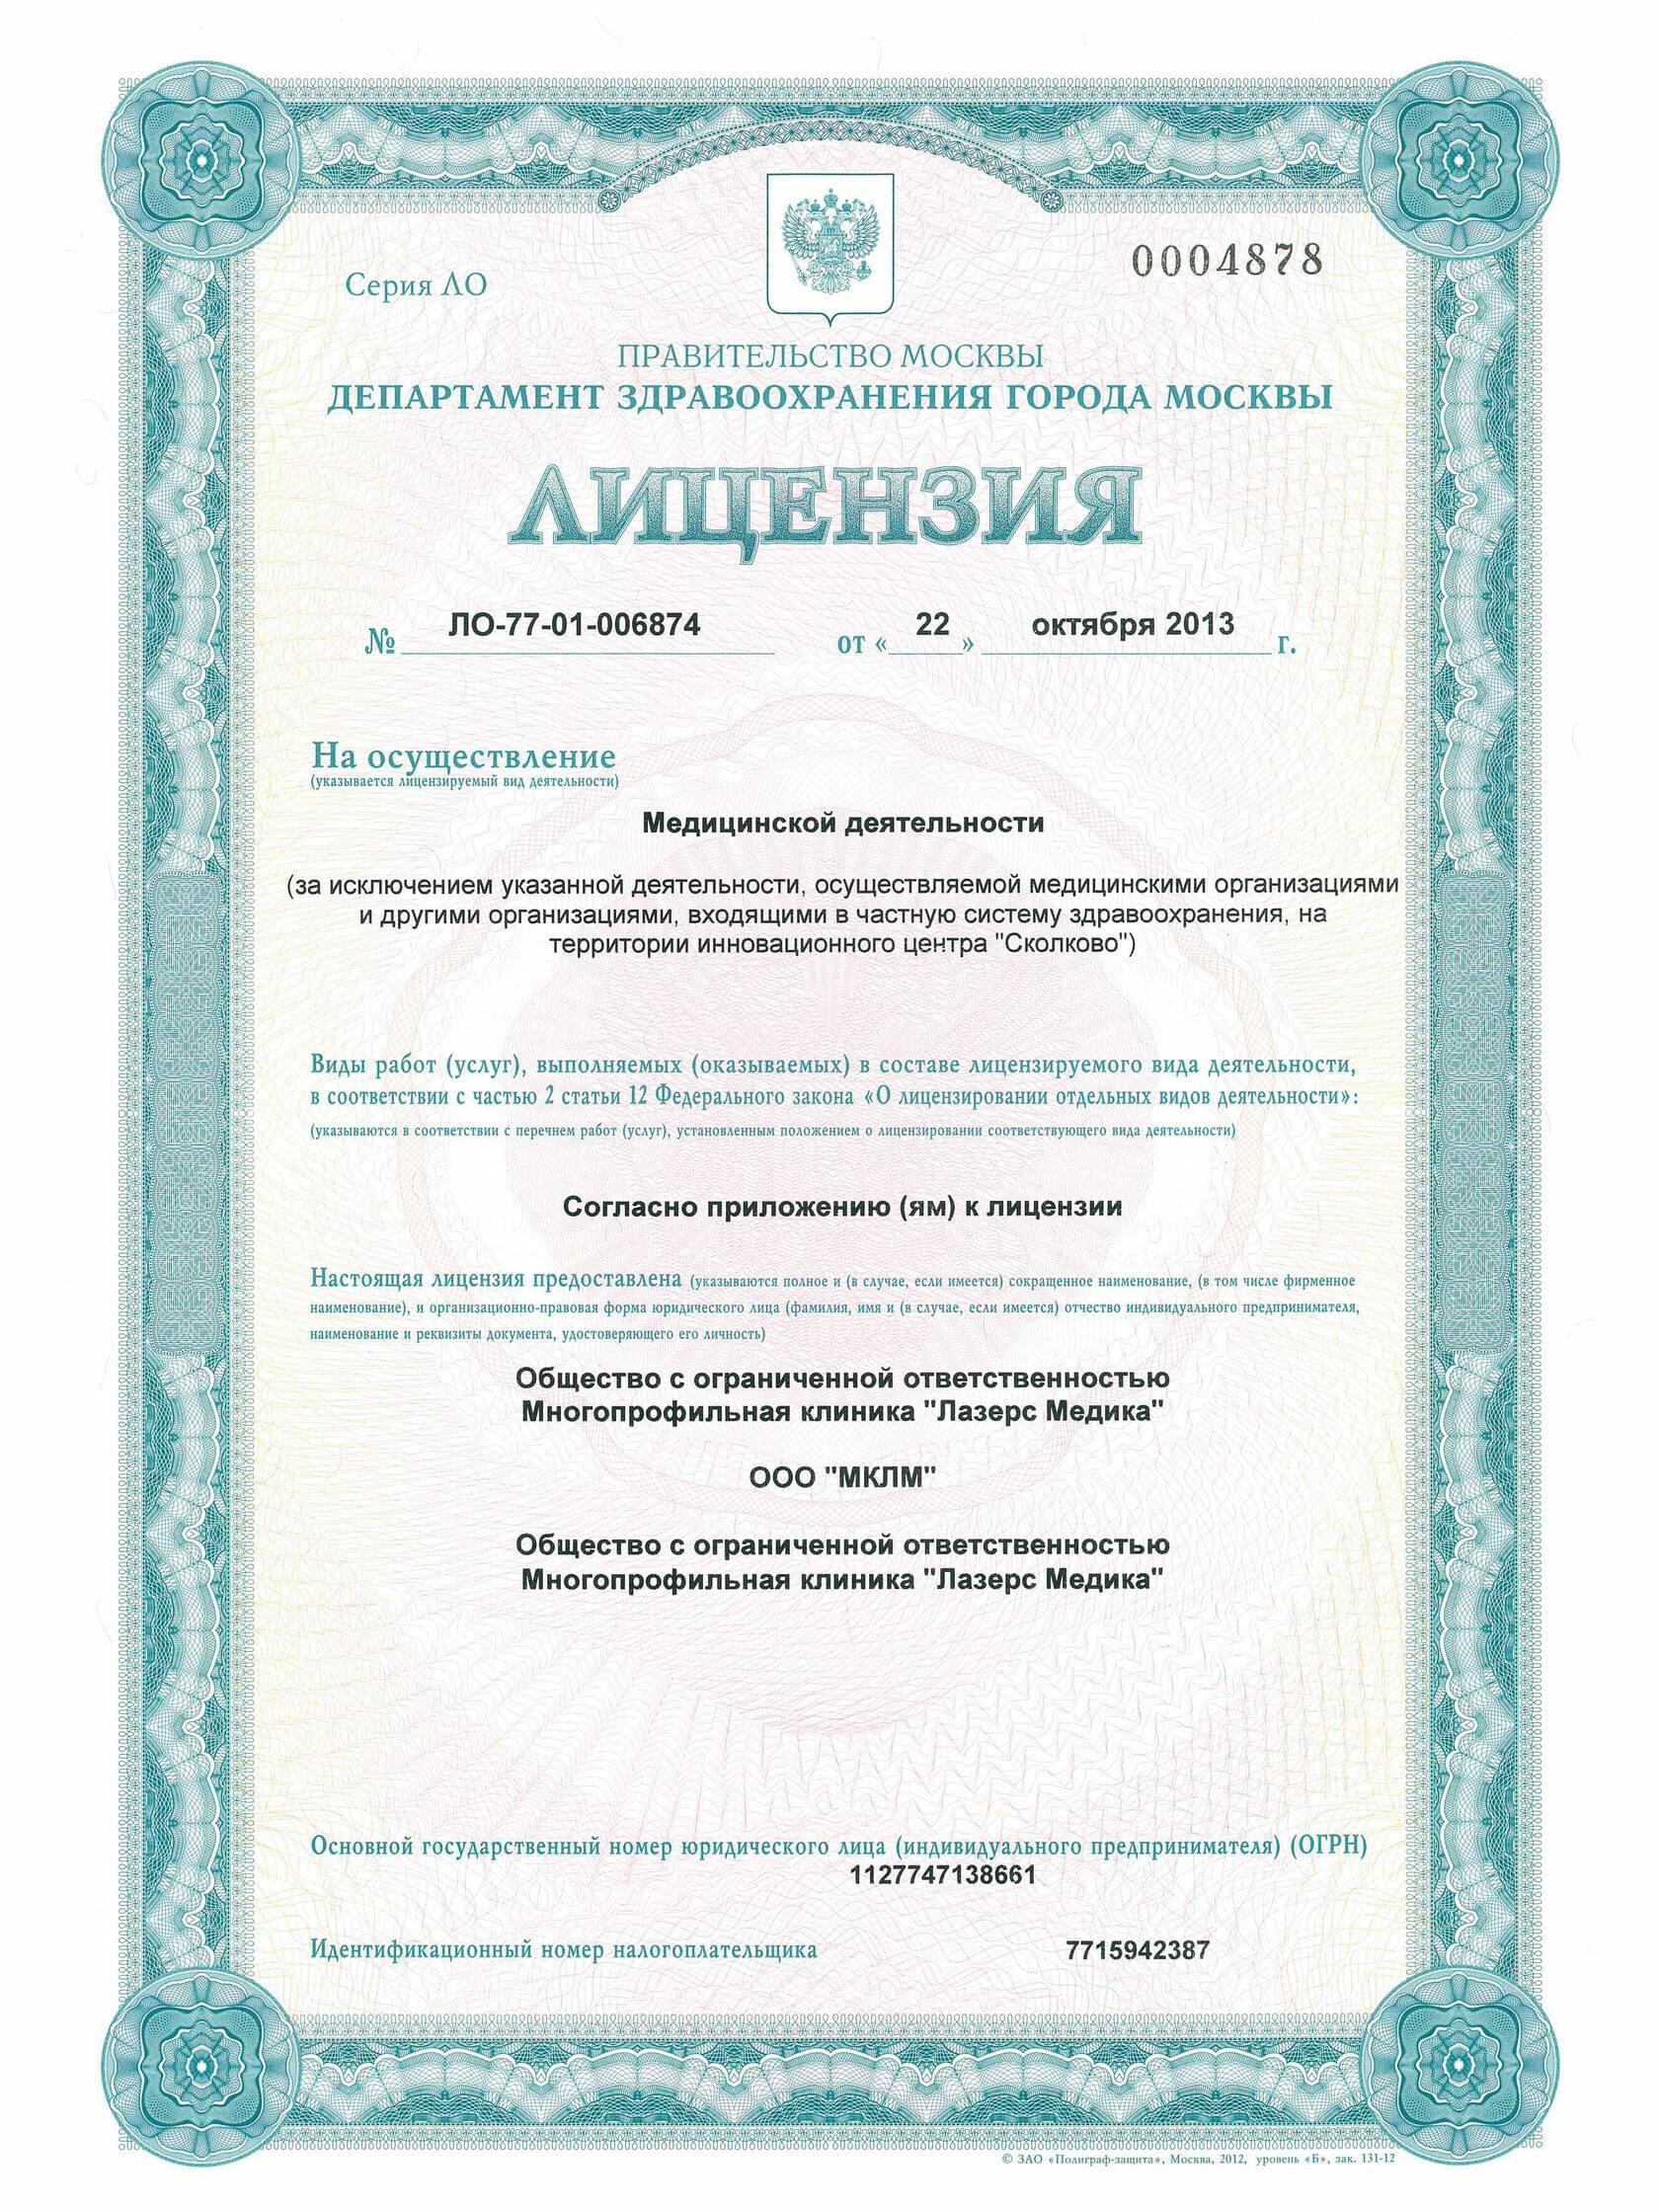 Серия ЛО
0004878
ПРАВИТЕЛЬСТВО МОСКВЫ
ДЕПАРТАМЕНТ ЗДРАВООХРАНЕНИЯ ГОРОДА МОСКВЫ
ЛИЦЕНЗИЯ
№ ЛО-77-01-006874 от « 22 » октября 2013 г.
На осуществление
(указывается лицензируемый вид деятельности)
Медицинской деятельности
(за исключением указанной деятельности, осуществляемой медицинскими организациями
и другими организациями, входящими в частную систему здравоохранения, на
территории инновационного центра "Сколково")
Виды работ (услуг), выполняемых (оказываемых) в составе лицензируемого вида деятельности,
в соответствии с частью 2 статьи 12 Федерального закона «О лицензировании отдельных видов деятельности»:
(указываются в соответствии с перечнем работ (услуг), установленным положением о лицензировании соответствующего вида деятельности)
Согласно приложению (ям) к лицензии
Настоящая лицензия предоставлена (указываются полное и (в случае, если имеется) сокращенное наименование, (в том числе фирменное
наименование), и организационно-правовая форма юридического лица (фамилия, имя и (в случае, если имеется) отчество индивидуального предпринимателя,
наименование и реквизиты документа, удостоверяющего его личность)
Общество с ограниченной ответственностью
Многопрофильная клиника "Лазерс Медика"
ООО "МКЛМ"
Общество с ограниченной ответственностью
Многопрофильная клиника "Лазерс Медика"
Основной государственный номер юридического лица (индивидуального предпринимателя) (ОГРН)
1127747138661
Идентификационный номер налогоплательщика 7715942387
© ЗАО «Полиграф-защита», Москва, 2012, уровень «Б», зак. 131-12